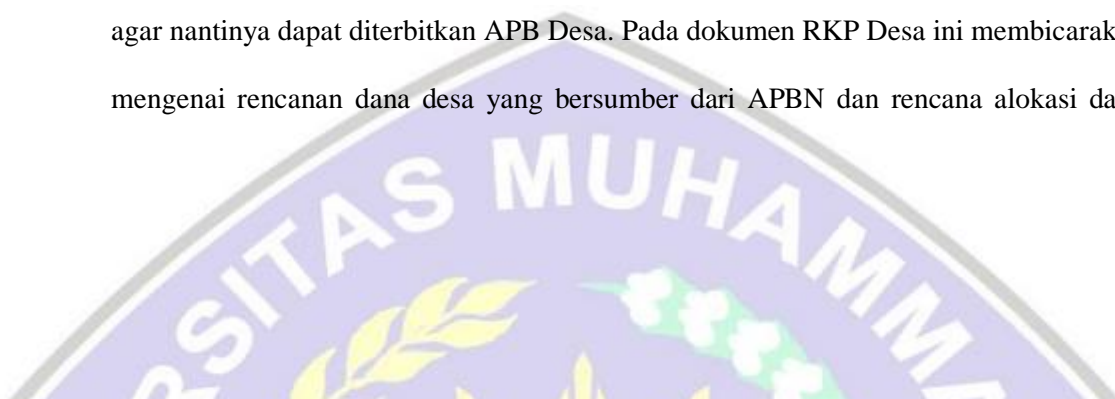 agar nantinya dapat diterbitkan APB Desa. Pada dokumen RKP Desa ini membicarak
mengenai rencanan dana desa yang bersumber dari APBN dan rencana alokasi da
RSITAS MUHAMMA